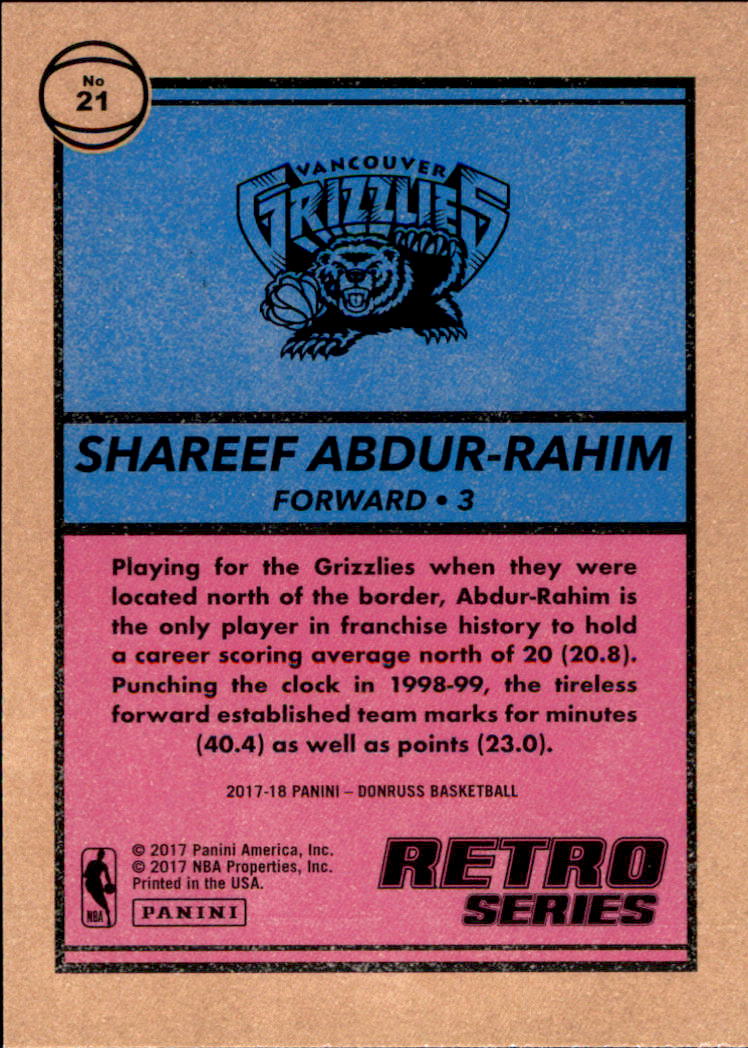 No
21
VANCOUVER
GRIZZLIES
SHAREEF ABDUR-RAHIM
FORWARD • 3
Playing for the Grizzlies when they were
located north of the border, Abdur-Rahim is
the only player in franchise history to hold
a career scoring average north of 20 (20.8).
Punching the clock in 1998-99, the tireless
forward established team marks for minutes
(40.4) as well as points (23.0).
2017-18 PANINI – DONRUSS BASKETBALL
© 2017 Panini America, Inc.
© 2017 NBA Properties, Inc.
Printed in the USA.
NBA
PANINI
RETRO
SERIES